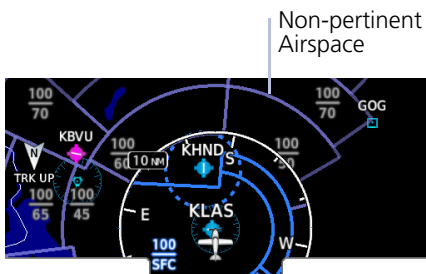 Non-pertinent
Airspace
100
70
100
70
GOG
KBVU
100
60
10 NM
KHND
S
100
N
TRK UP
100
65
100
45
E
KLAS
W
100
SFC